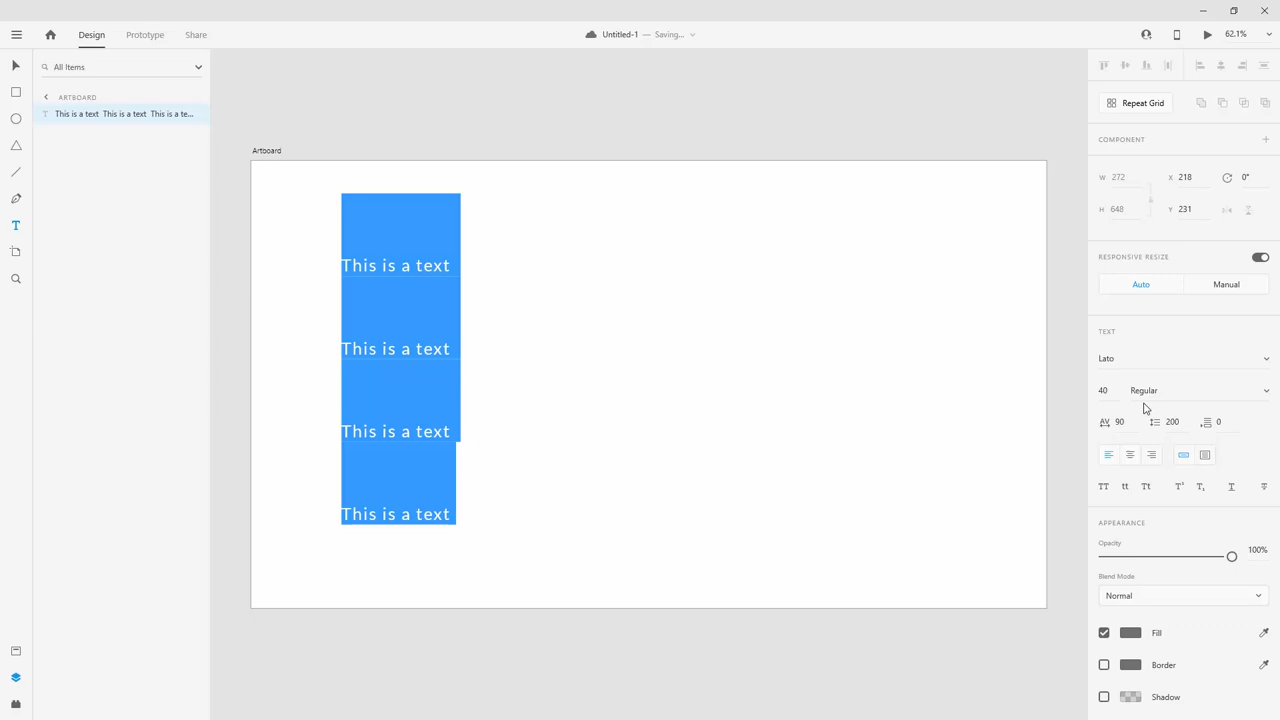 Design
Prototype
Share
Untitled-1 — Saving...
62.1%
All Items
ARTBOARD
T This is a text This is a text This is a te...
Artboard
This is a text
This is a text
This is a text
This is a text
Repeat Grid
COMPONENT
W 272 X 218 0°
H 648 Y 231
RESPONSIVE RESIZE
Auto Manual
TEXT
Lato
40 Regular
AV 90 200 0
TT tt Tt T¹ T₁ T T
APPEARANCE
Opacity
100%
Blend Mode
Normal
Fill
Border
Shadow